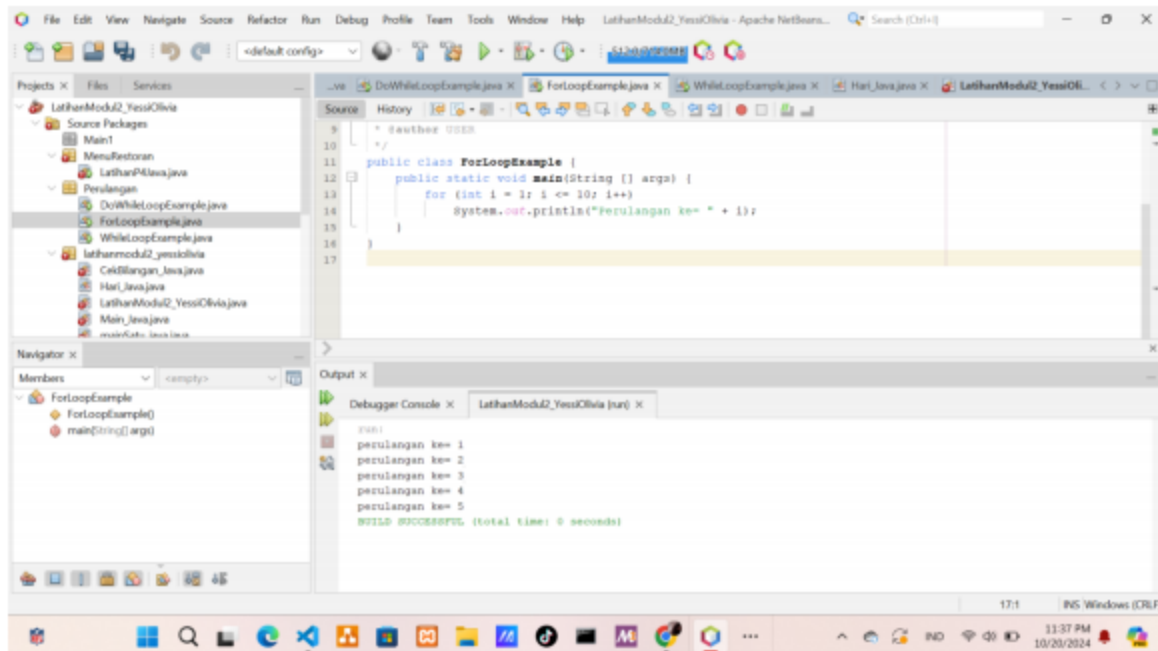 File Edit View Navigate Source Refactor Run Debug Profile Team Tools Window Help LatihanModul2_YessiOlivia - Apache NetBeans... Search (Ctrl+I)
<default config>
Projects Files Services
LatihanModul2_YessiOlivia
Source Packages
Main1
MenuRestoran
LatihanP4Java.java
Perulangan
DoWhileLoopExample.java
ForLoopExample.java
WhileLoopExample.java
latihanmodul2_yessiolivia
CekBilangan_Java.java
Hari_Java.java
LatihanModul2_YessiOlivia.java
Main_Java.java
mainSatu_Java.java
...va DoWhileLoopExample.java ForLoopExample.java WhileLoopExample.java Hari_Java.java LatihanModul2_YessiOli...
Source History
9 * @author USER
10 */
11 public class ForLoopExample {
12 public static void main(String [] args) {
13 for (int i = 1; i <= 10; i++)
14 System.out.println("Perulangan ke= " + i);
15 }
16 }
17
Navigator
Members <empty>
ForLoopExample
ForLoopExample()
main(String[] args)
Output
Debugger Console LatihanModul2_YessiOlivia (run)
run:
perulangan ke= 1
perulangan ke= 2
perulangan ke= 3
perulangan ke= 4
perulangan ke= 5
BUILD SUCCESSFUL (total time: 0 seconds)
17:1 INS Windows (CRLF
NO 11:37 PM
10/20/2024